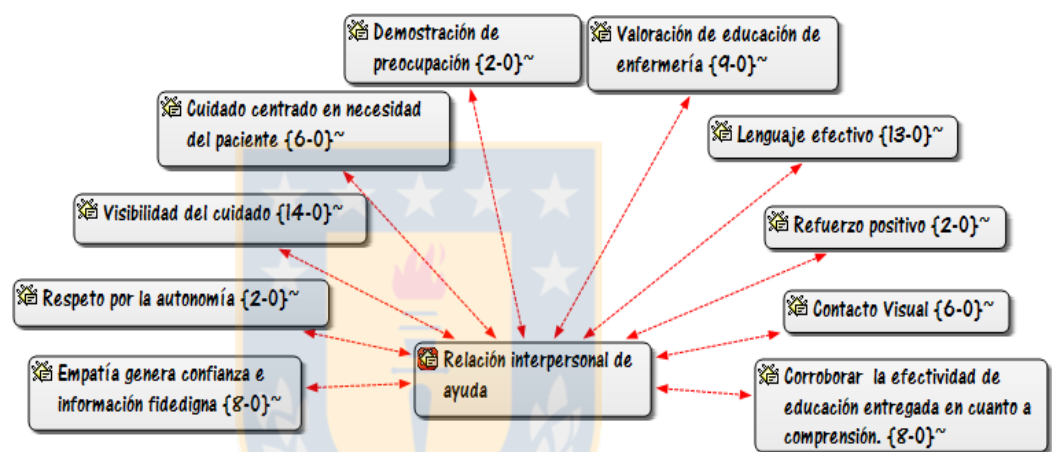 Demostración de
preocupación {2-0}~
Valoración de educación de
enfermería {9-0}~
Cuidado centrado en necesidad
del paciente {6-0}~
Lenguaje efectivo {13-0}~
Visibilidad del cuidado {14-0}~
Refuerzo positivo {2-0}~
Respeto por la autonomía {2-0}~
Contacto Visual {6-0}~
Relación interpersonal de
ayuda
Empatía genera confianza e
información fidedigna {8-0}~
Corroborar la efectividad de
educación entregada en cuanto a
comprensión. {8-0}~